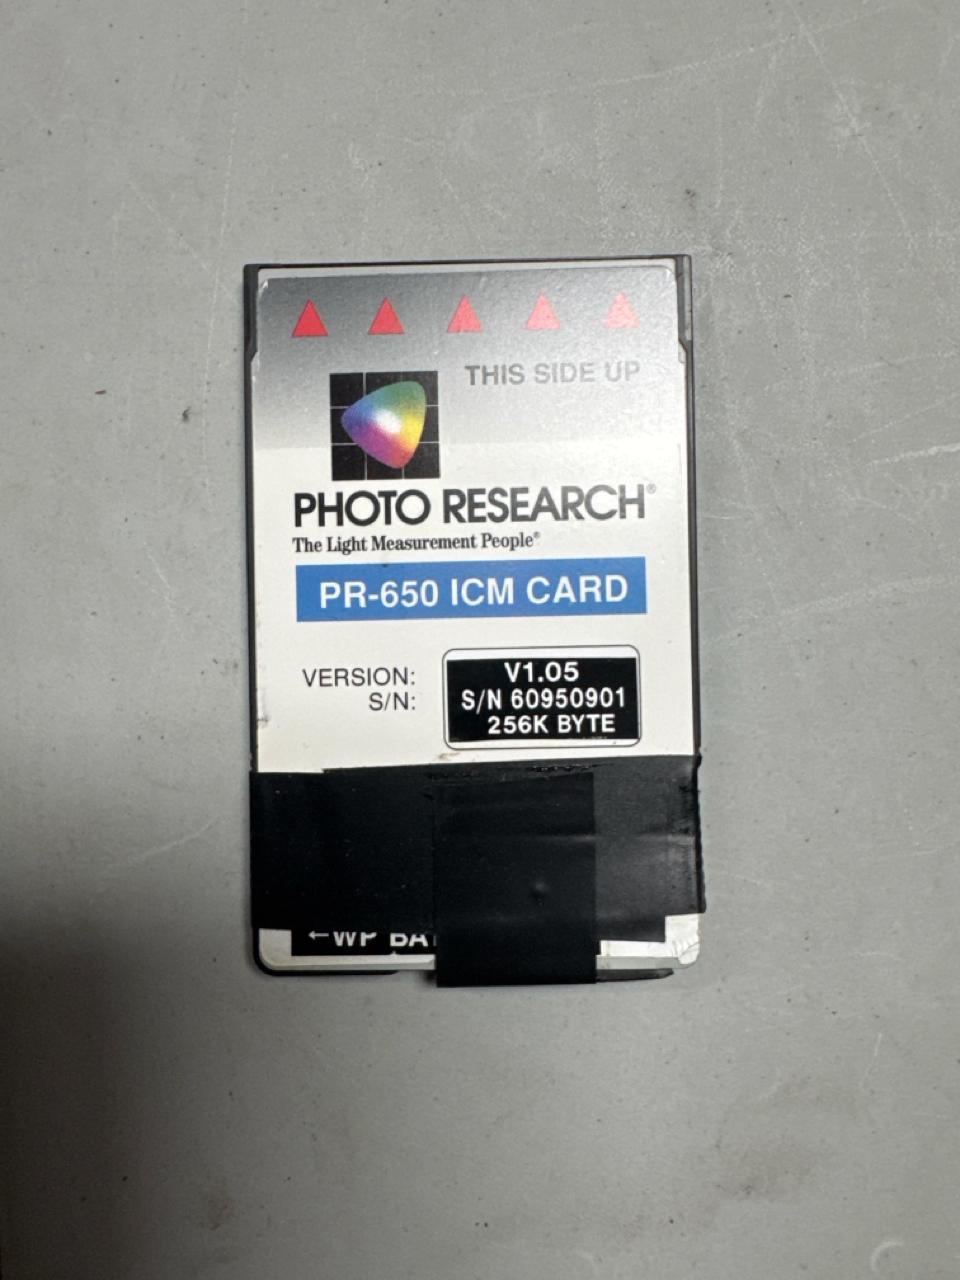 THIS SIDE UP
PHOTO RESEARCH®
The Light Measurement People®
PR-650 ICM CARD
VERSION:
S/N:
V1.05
S/N 60950901
256K BYTE
←WP